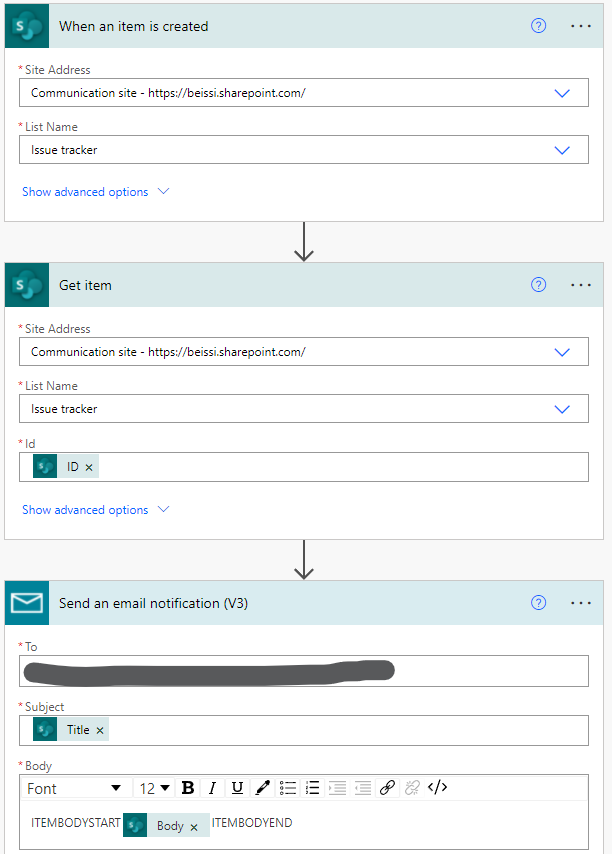 When an item is created
* Site Address
Communication site - https://beissi.sharepoint.com/
* List Name
Issue tracker
Show advanced options
Get item
* Site Address
Communication site - https://beissi.sharepoint.com/
* List Name
Issue tracker
* Id
ID ×
Show advanced options
Send an email notification (V3)
* To
* Subject
Title ×
* Body
Font 12 B I U
ITEMBODYSTART Body × ITEMBODYEND